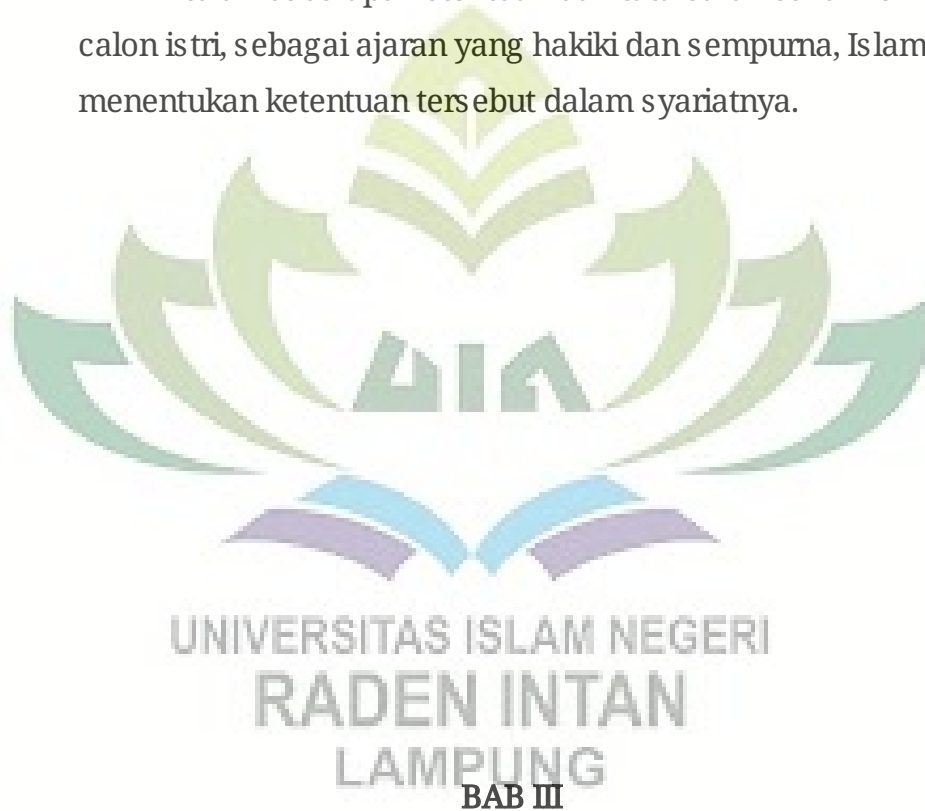 calon istri, sebagai ajaran yang hakiki dan sempurna, Islam
menentukan ketentuan tersebut dalam syariatnya.
UIN
UNIVERSITAS ISLAM NEGERI
RADEN INTAN
LAMPUNG
BAB III